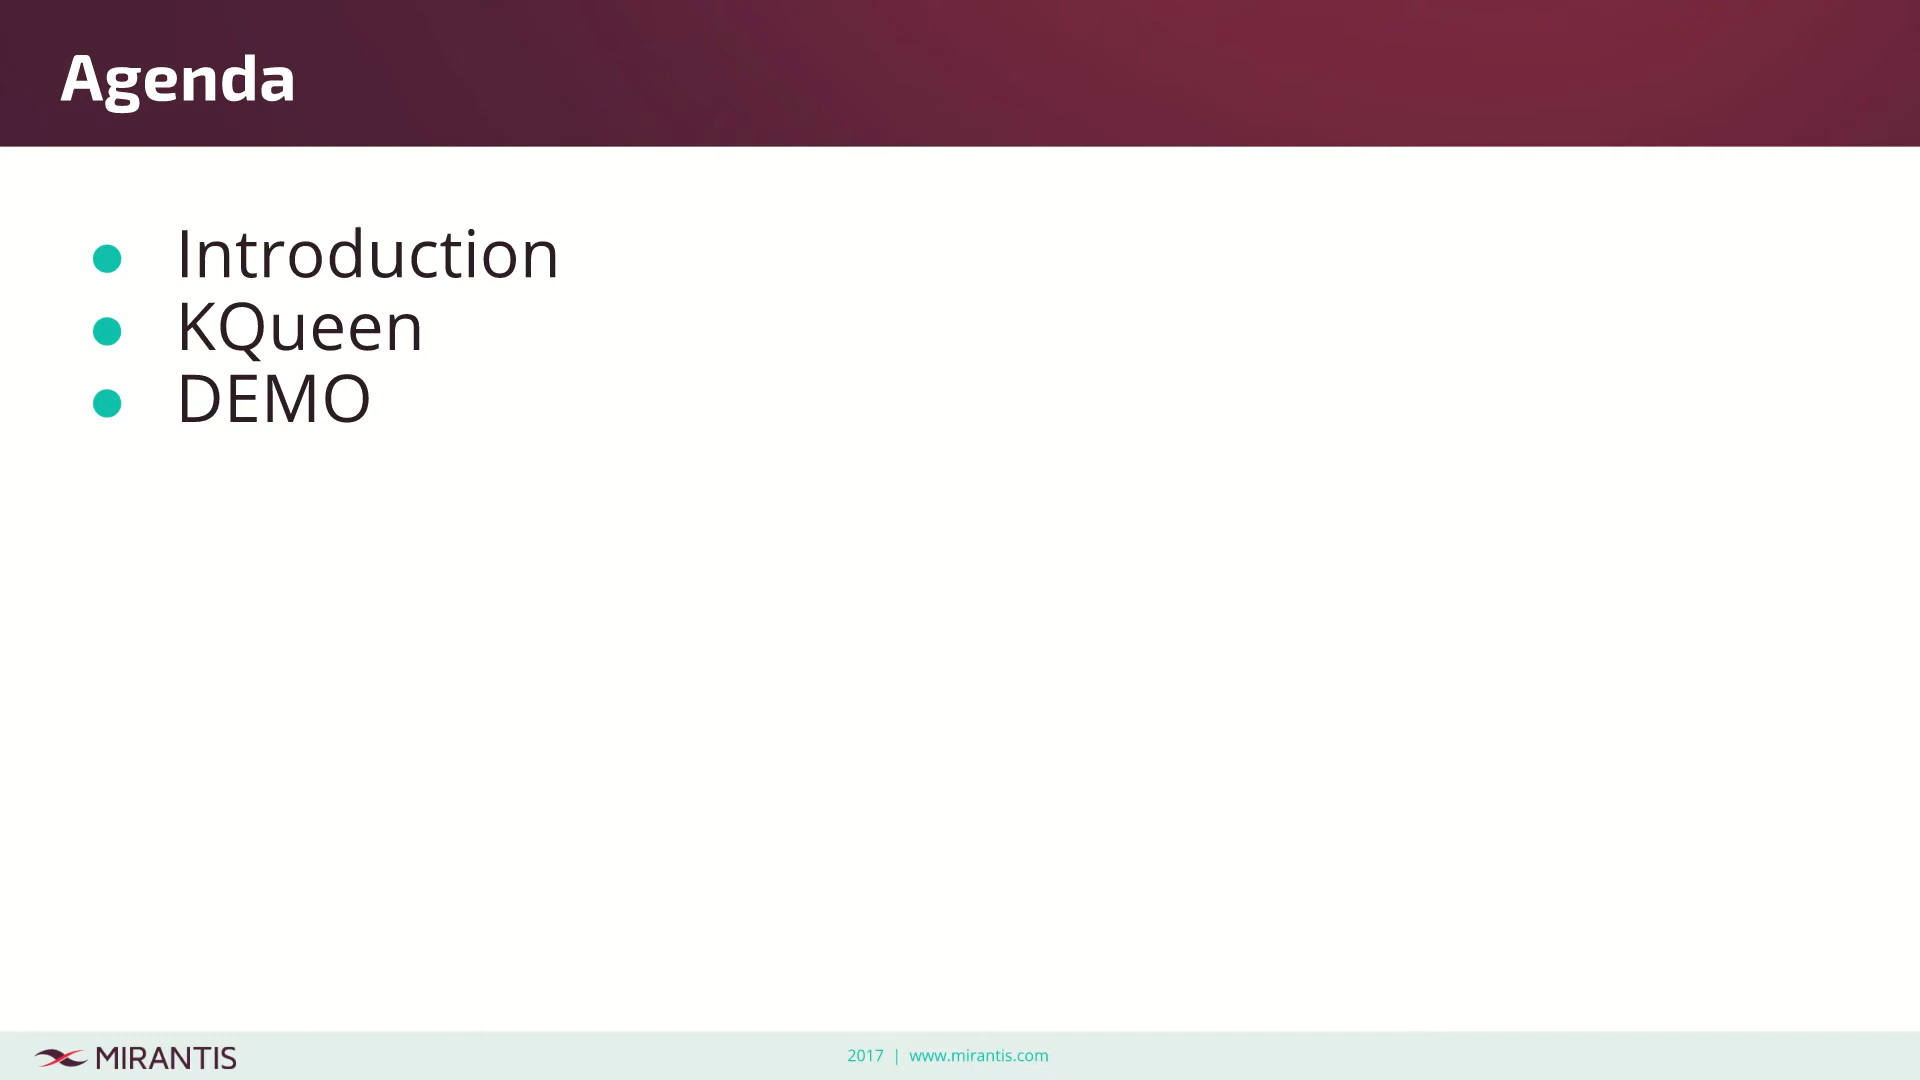 Agenda
Introduction
KQueen
DEMO
MIRANTIS
2017 | www.mirantis.com